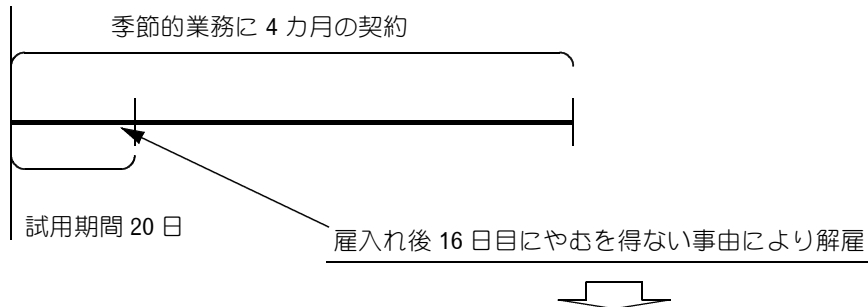 季節的業務に 4 カ月の契約
試用期間 20 日
雇入れ後 16 日目にやむを得ない事由により解雇